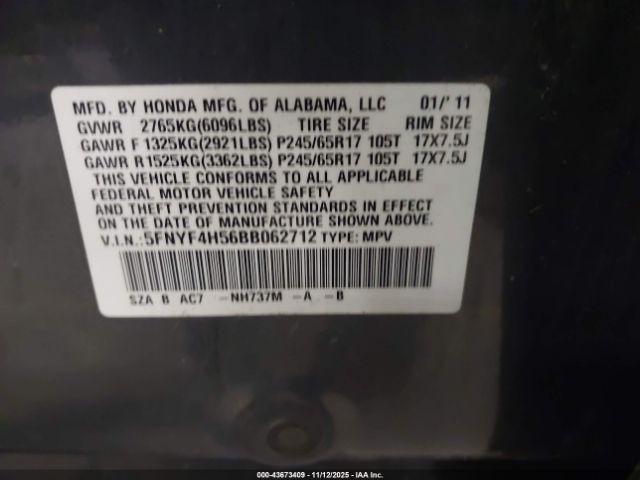 MFD. BY HONDA MFG. OF ALABAMA, LLC 01/'11
GVWR 2765KG(6096LBS) TIRE SIZE RIM SIZE
GAWR F 1325KG(2921LBS) P245/65R17 105T 17X7.5J
GAWR R 1525KG(3362LBS) P245/65R17 105T 17X7.5J
THIS VEHICLE CONFORMS TO ALL APPLICABLE
FEDERAL MOTOR VEHICLE SAFETY
AND THEFT PREVENTION STANDARDS IN EFFECT
ON THE DATE OF MANUFACTURE SHOWN ABOVE.
V.I.N.:5FNYF4H56BB062712 TYPE: MPV
SZA B AC7 -NH737M -A -B
000-43673409 - 11/12/2025 - IAA Inc.